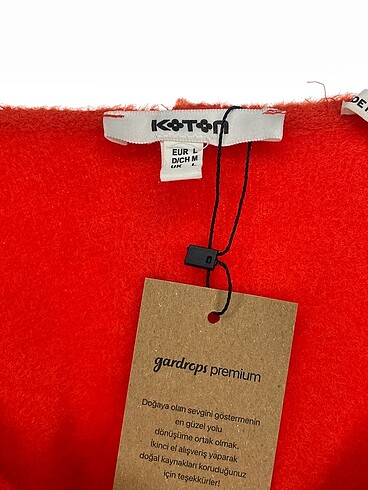 KOTON
EUR L
D/CH M
UK L
gardrops premium
Doğaya olan sevgini göstermenin
en güzel yolu
dönüşüme ortak olmak.
İkinci el alışveriş yaparak
doğal kaynakları koruduğunuz
için teşekkürler!